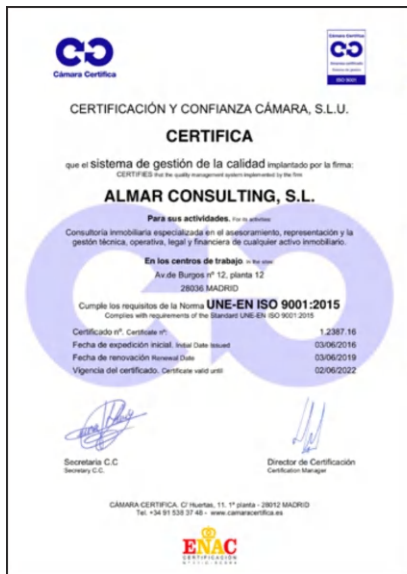 Cámara Certifica
Cámara Certifica
ISO 9001
CERTIFICACIÓN Y CONFIANZA CÁMARA, S.L.U.
CERTIFICA
que el sistema de gestión de la calidad implantado por la firma:
CERTIFIES that the quality management system implemented by the firm
ALMAR CONSULTING, S.L.
Para sus actividades. For its activities
Consultoría inmobiliaria especializada en el asesoramiento, representación y la
gestión técnica, operativa, legal y financiera de cualquier activo inmobiliario.
En los centros de trabajo. In the sites
Av.de Burgos nº 12, planta 12
28036 MADRID
Cumple los requisitos de la Norma UNE-EN ISO 9001:2015
Complies with requirements of the Standard UNE-EN ISO 9001:2015
Certificado nº. Certificate nº: 1.2387.16
Fecha de expedición inicial. Initial Date Issued 03/06/2016
Fecha de renovación Renewal Date 03/06/2019
Vigencia del certificado. Certificate valid until 02/06/2022
Secretaria C.C Director de Certificación
Secretary C.C. Certification Manager
CÁMARA CERTIFICA. C/ Huertas, 11. 1ª planta - 28012 MADRID
Tel. +34 91 538 37 48 - www.camaracertifica.es
ENAC
CERTIFICACIÓN